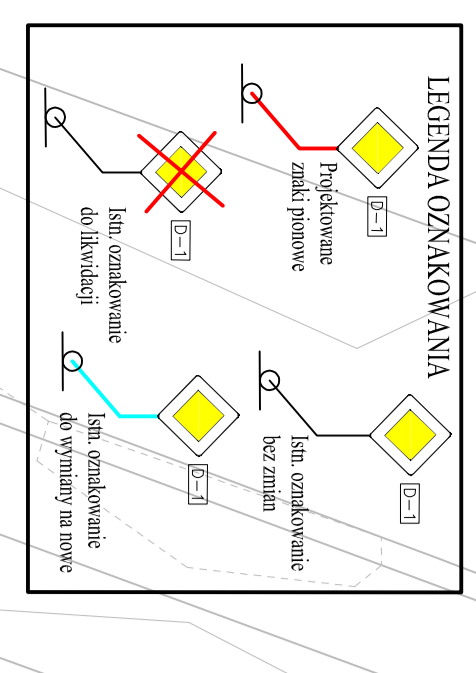 LEGENDA OZNAKOWANIA
D-1
Projektowane
znaki pionowe
D-1
Istn. oznakowanie
bez zmian
D-1
Istn. oznakowanie
do likwidacji
D-1
Istn. oznakowanie
do wymiany na nowe